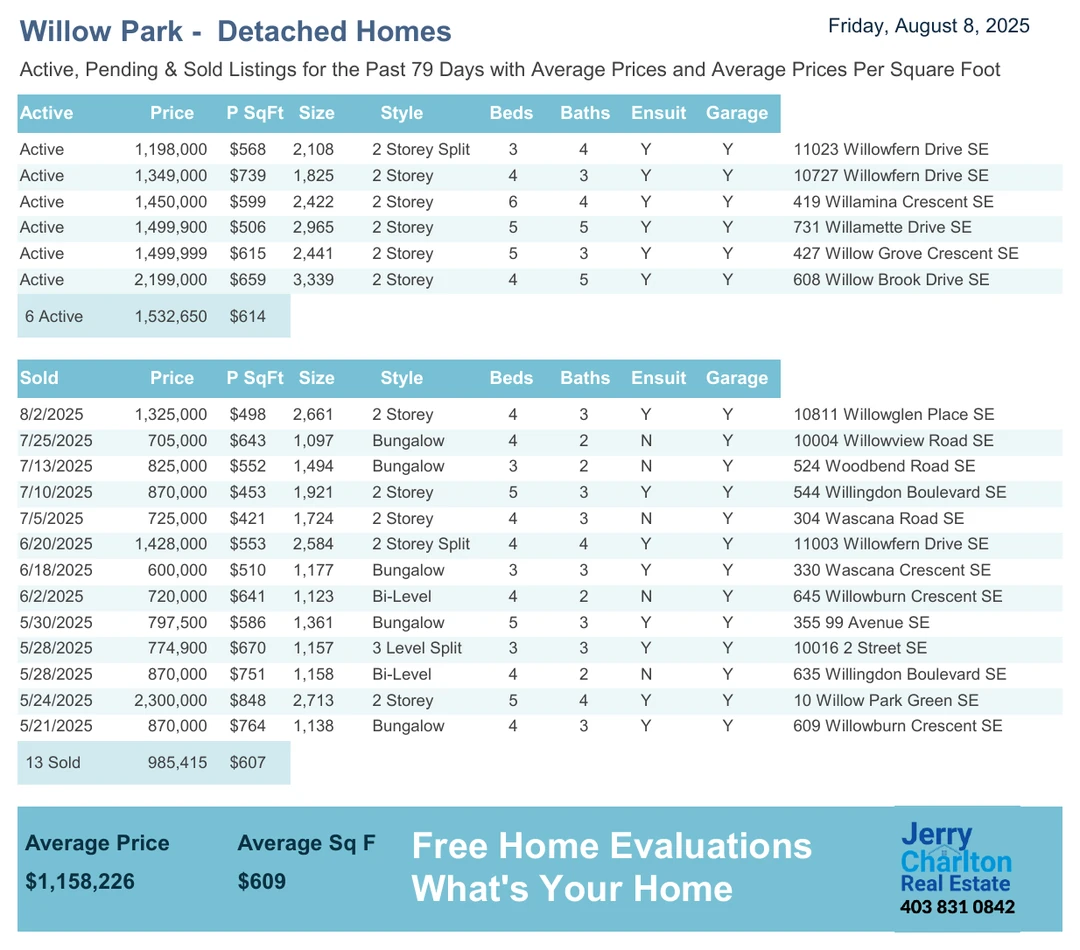 Willow Park - Detached Homes
Friday, August 8, 2025
Active, Pending & Sold Listings for the Past 79 Days with Average Prices and Average Prices Per Square Foot
Active Price P SqFt Size Style Beds Baths Ensuit Garage
Active 1,198,000 $568 2,108 2 Storey Split 3 4 Y Y 11023 Willowfern Drive SE
Active 1,349,000 $739 1,825 2 Storey 4 3 Y Y 10727 Willowfern Drive SE
Active 1,450,000 $599 2,422 2 Storey 6 4 Y Y 419 Willamina Crescent SE
Active 1,499,900 $506 2,965 2 Storey 5 5 Y Y 731 Willamette Drive SE
Active 1,499,999 $615 2,441 2 Storey 5 3 Y Y 427 Willow Grove Crescent SE
Active 2,199,000 $659 3,339 2 Storey 4 5 Y Y 608 Willow Brook Drive SE
6 Active 1,532,650 $614
Sold Price P SqFt Size Style Beds Baths Ensuit Garage
8/2/2025 1,325,000 $498 2,661 2 Storey 4 3 Y Y 10811 Willowglen Place SE
7/25/2025 705,000 $643 1,097 Bungalow 4 2 N Y 10004 Willowview Road SE
7/13/2025 825,000 $552 1,494 Bungalow 3 2 N Y 524 Woodbend Road SE
7/10/2025 870,000 $453 1,921 2 Storey 5 3 Y Y 544 Willingdon Boulevard SE
7/5/2025 725,000 $421 1,724 2 Storey 4 3 N Y 304 Wascana Road SE
6/20/2025 1,428,000 $553 2,584 2 Storey Split 4 4 Y Y 11003 Willowfern Drive SE
6/18/2025 600,000 $510 1,177 Bungalow 3 3 Y Y 330 Wascana Crescent SE
6/2/2025 720,000 $641 1,123 Bi-Level 4 2 N Y 645 Willowburn Crescent SE
5/30/2025 797,500 $586 1,361 Bungalow 5 3 Y Y 355 99 Avenue SE
5/28/2025 774,900 $670 1,157 3 Level Split 3 3 Y Y 10016 2 Street SE
5/28/2025 870,000 $751 1,158 Bi-Level 4 2 N Y 635 Willingdon Boulevard SE
5/24/2025 2,300,000 $848 2,713 2 Storey 5 4 Y Y 10 Willow Park Green SE
5/21/2025 870,000 $764 1,138 Bungalow 4 3 Y Y 609 Willowburn Crescent SE
13 Sold 985,415 $607
Average Price Average Sq F
$1,158,226 $609
Free Home Evaluations
What's Your Home
Jerry
Charlton
Real Estate
403 831 0842